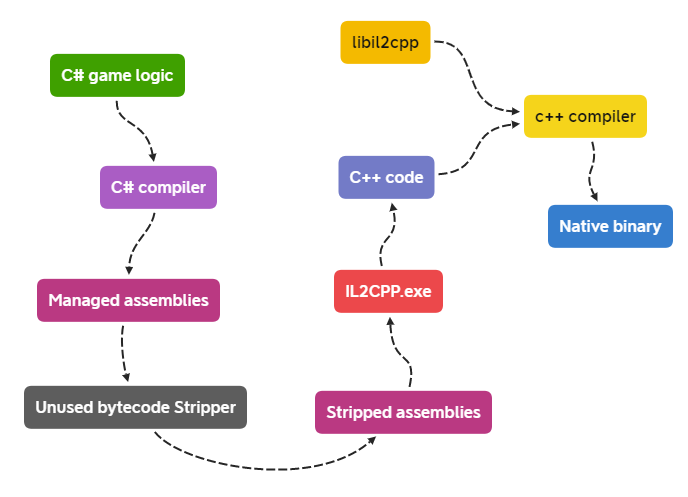 C# game logic
C# compiler
Managed assemblies
Unused bytecode Stripper
Stripped assemblies
IL2CPP.exe
C++ code
libil2cpp
c++ compiler
Native binary